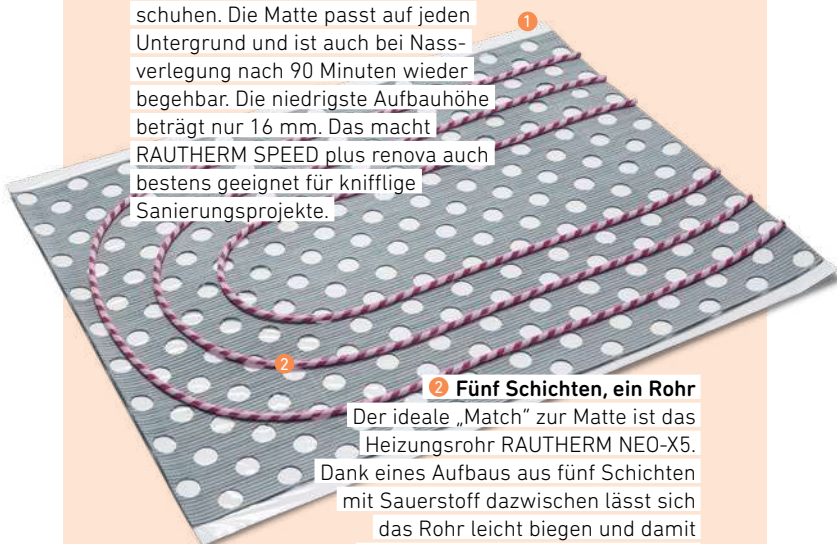 schuhen. Die Matte passt auf jeden
Untergrund und ist auch bei Nass-
verlegung nach 90 Minuten wieder
begehbar. Die niedrigste Aufbauhöhe
beträgt nur 16 mm. Das macht
RAUTHERM SPEED plus renova auch
bestens geeignet für knifflige
Sanierungsprojekte.
1
2
2 Fünf Schichten, ein Rohr
Der ideale „Match“ zur Matte ist das
Heizungsrohr RAUTHERM NEO-X5.
Dank eines Aufbaus aus fünf Schichten
mit Sauerstoff dazwischen lässt sich
das Rohr leicht biegen und damit